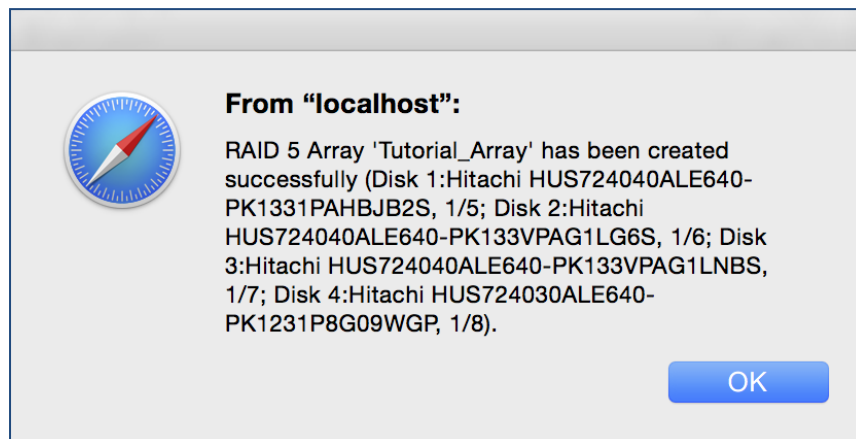 From “localhost”:
RAID 5 Array 'Tutorial_Array' has been created
successfully (Disk 1:Hitachi HUS724040ALE640-
PK1331PAHBJB2S, 1/5; Disk 2:Hitachi
HUS724040ALE640-PK133VPAG1LG6S, 1/6; Disk
3:Hitachi HUS724040ALE640-PK133VPAG1LNBS,
1/7; Disk 4:Hitachi HUS724030ALE640-
PK1231P8G09WGP, 1/8).
OK